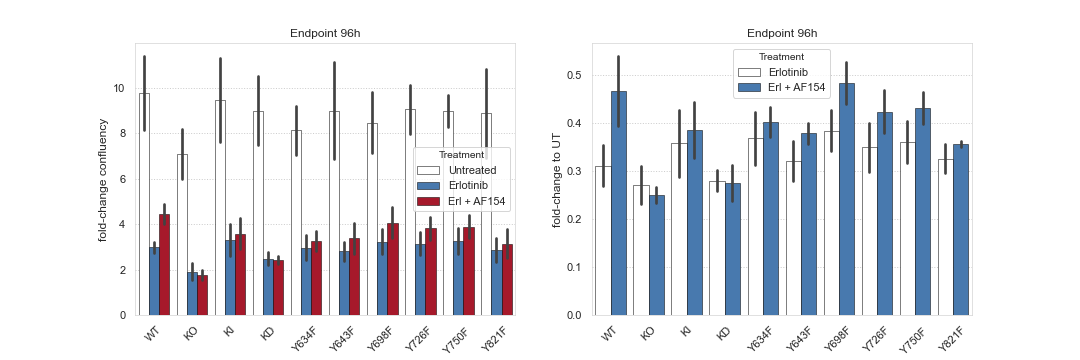 Endpoint 96h
fold-change confluency
10
8
6
4
2
0
Treatment
Untreated
Erlotinib
Erl + AF154
WT
KO
KI
KD
Y634F
Y643F
Y698F
Y726F
Y750F
Y821F
Endpoint 96h
fold-change to UT
0.5
0.4
0.3
0.2
0.1
0.0
Treatment
Erlotinib
Erl + AF154
WT
KO
KI
KD
Y634F
Y643F
Y698F
Y726F
Y750F
Y821F